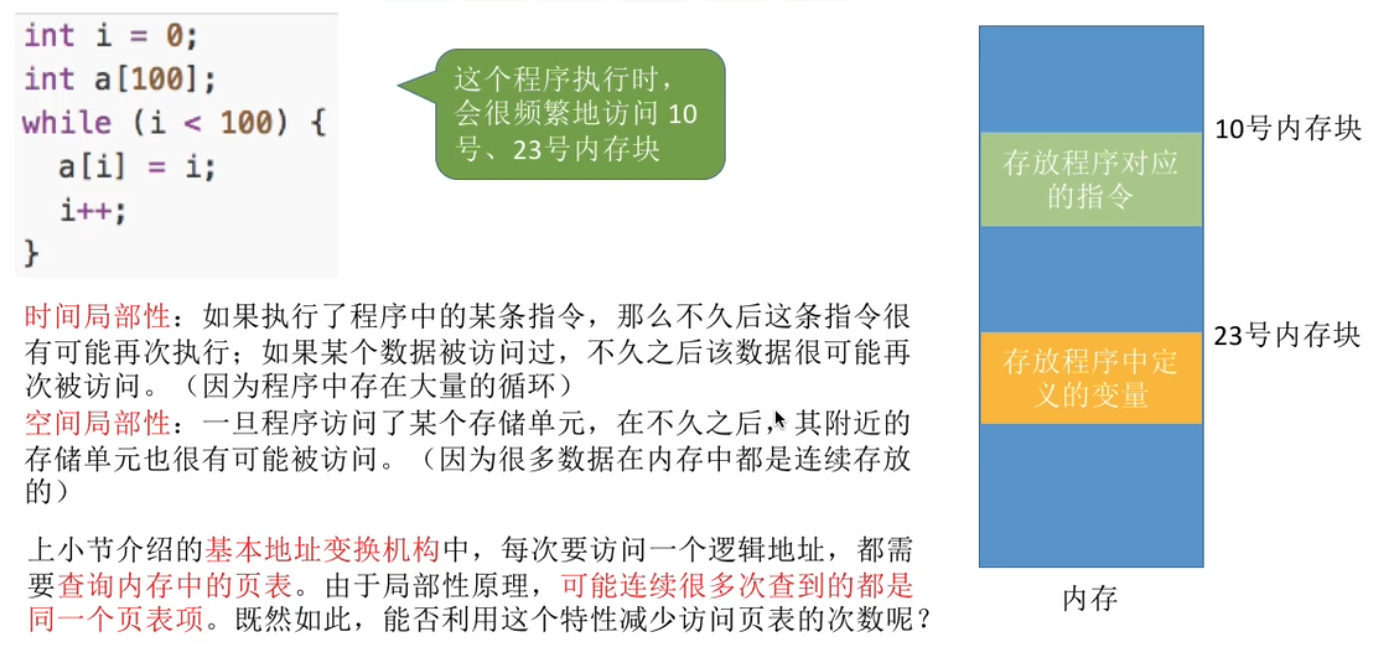 int i = 0;
int a[100];
while (i < 100) {
  a[i] = i;
  i++;
}
这个程序执行时，
会很频繁地访问 10
号、23号内存块
10号内存块
存放程序对应
的指令
23号内存块
存放程序中定
义的变量
内存
时间局部性：如果执行了程序中的某条指令，那么不久后这条指令很
有可能再次执行；如果某个数据被访问过，不久之后该数据很可能再
次被访问。（因为程序中存在大量的循环）
空间局部性：一旦程序访问了某个存储单元，在不久之后，其附近的
存储单元也很有可能被访问。（因为很多数据在内存中都是连续存放
的）
上小节介绍的基本地址变换机构中，每次要访问一个逻辑地址，都需
要查询内存中的页表。由于局部性原理，可能连续很多次查到的都是
同一个页表项。既然如此，能否利用这个特性减少访问页表的次数呢？